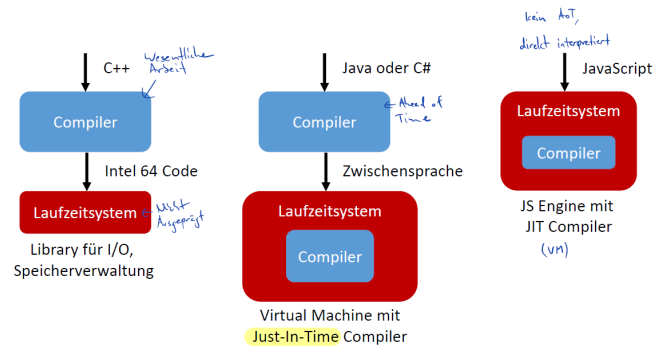 C++
wesentliche
Arbeit
Compiler
Intel 64 Code
Laufzeitsystem
Nicht
Ausgeprägt
Library für I/O,
Speicherverwaltung
Java oder C#
Compiler
Ahead of
Time
Zwischensprache
Laufzeitsystem
Compiler
Virtual Machine mit
Just-In-Time Compiler
kein AoT,
direkt interpretiert
JavaScript
Laufzeitsystem
Compiler
JS Engine mit
JIT Compiler
(VM)